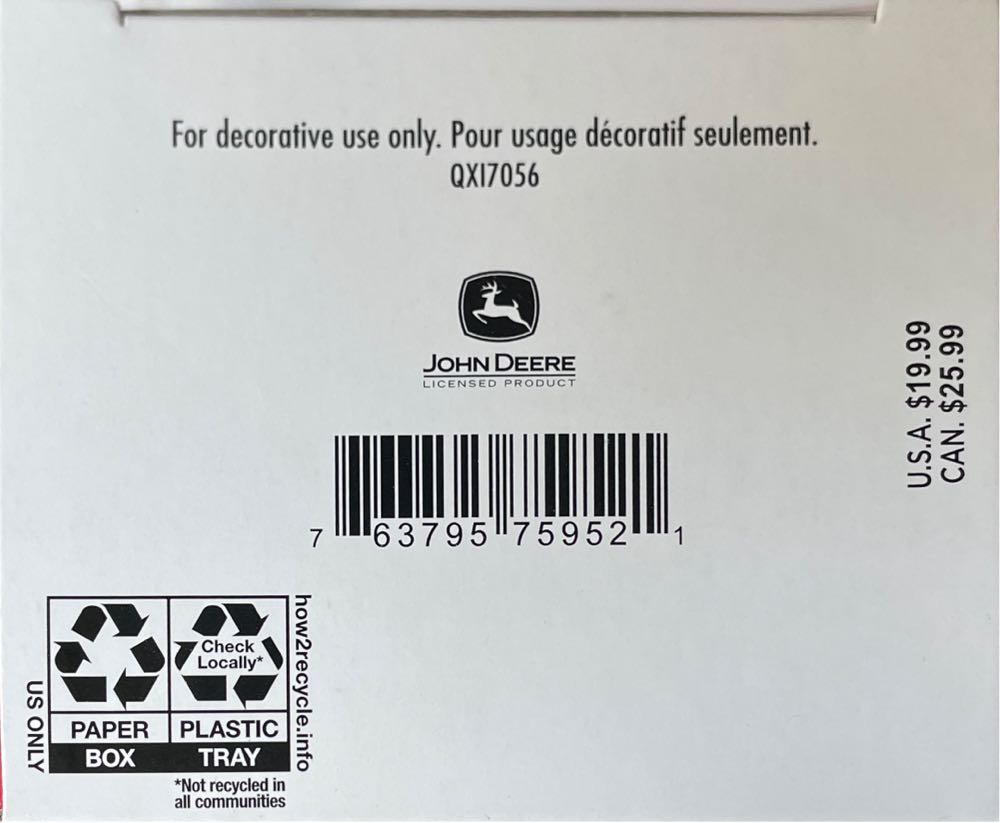 For decorative use only. Pour usage décoratif seulement.
QXI7056
JOHN DEERE
LICENSED PRODUCT
U.S.A. $19.99
CAN. $25.99
7 63795 75952 1
US ONLY
PAPER
BOX
Check
Locally*
PLASTIC
TRAY
how2recycle.info
*Not recycled in
all communities